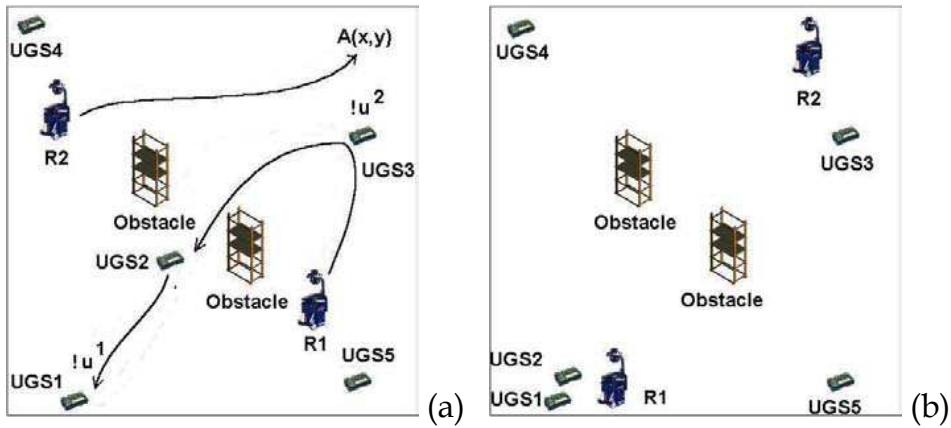 UGS4
A(x,y)
!u²
R2
UGS3
Obstacle
UGS2
Obstacle
R1
!u¹
UGS1
UGS5
(a)
UGS4
R2
UGS3
Obstacle
Obstacle
UGS2
UGS1
R1
UGS5
(b)